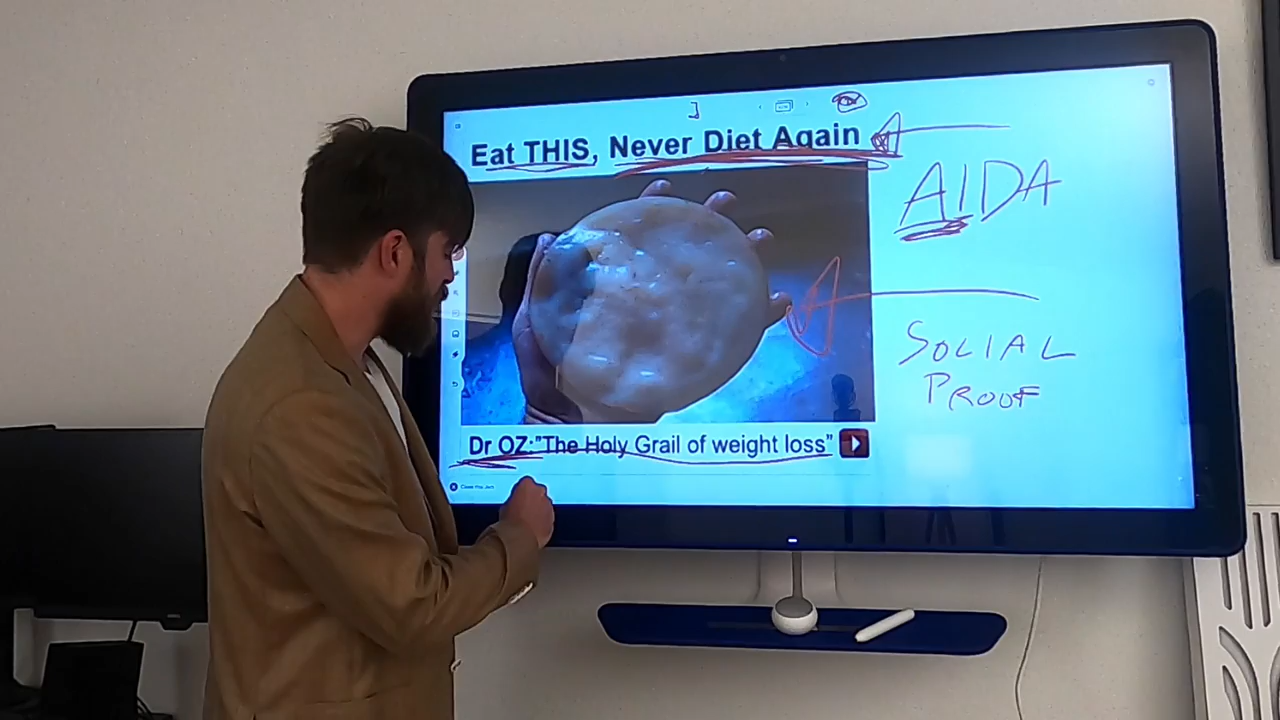 Eat THIS, Never Diet Again
AIDA
SOCIAL
PROOF
Dr OZ:"The Holy Grail of weight loss"